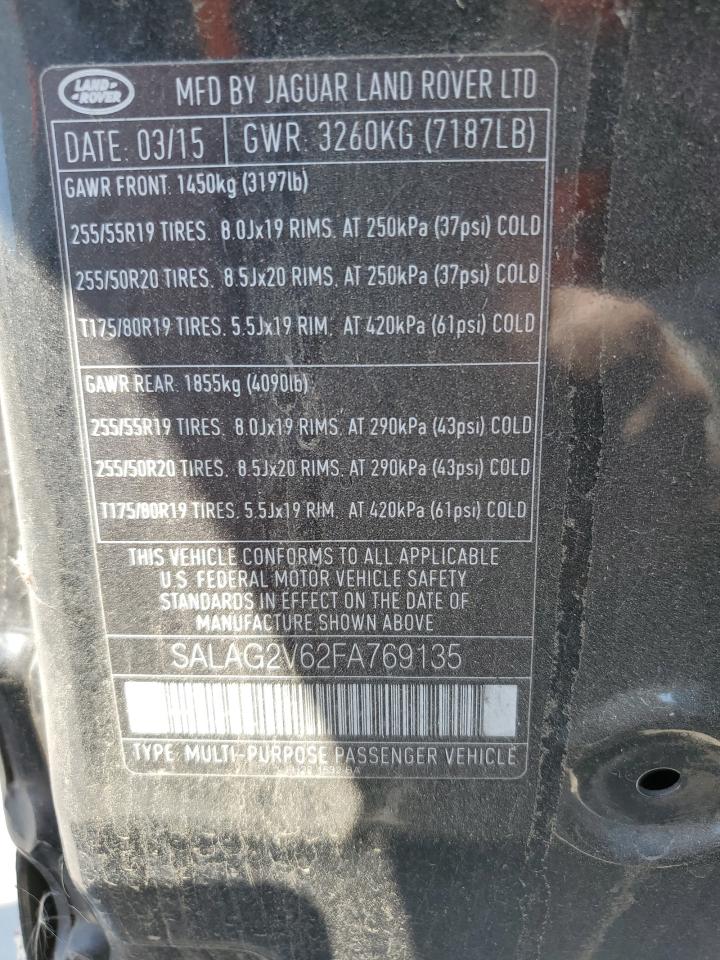 LAND-
-ROVER
MFD BY JAGUAR LAND ROVER LTD
DATE: 03/15 GWR: 3260KG (7187LB)
GAWR FRONT: 1450kg (3197lb)
255/55R19 TIRES. 8.0Jx19 RIMS. AT 250kPa (37psi) COLD
255/50R20 TIRES. 8.5Jx20 RIMS. AT 250kPa (37psi) COLD
T175/80R19 TIRES. 5.5Jx19 RIM. AT 420kPa (61psi) COLD
GAWR REAR: 1855kg (4090lb)
255/55R19 TIRES. 8.0Jx19 RIMS. AT 290kPa (43psi) COLD
255/50R20 TIRES. 8.5Jx20 RIMS. AT 290kPa (43psi) COLD
T175/80R19 TIRES. 5.5Jx19 RIM. AT 420kPa (61psi) COLD
THIS VEHICLE CONFORMS TO ALL APPLICABLE
U.S. FEDERAL MOTOR VEHICLE SAFETY
STANDARDS IN EFFECT ON THE DATE OF
MANUFACTURE SHOWN ABOVE
SALAG2V62FA769135
TYPE: MULTI-PURPOSE PASSENGER VEHICLE